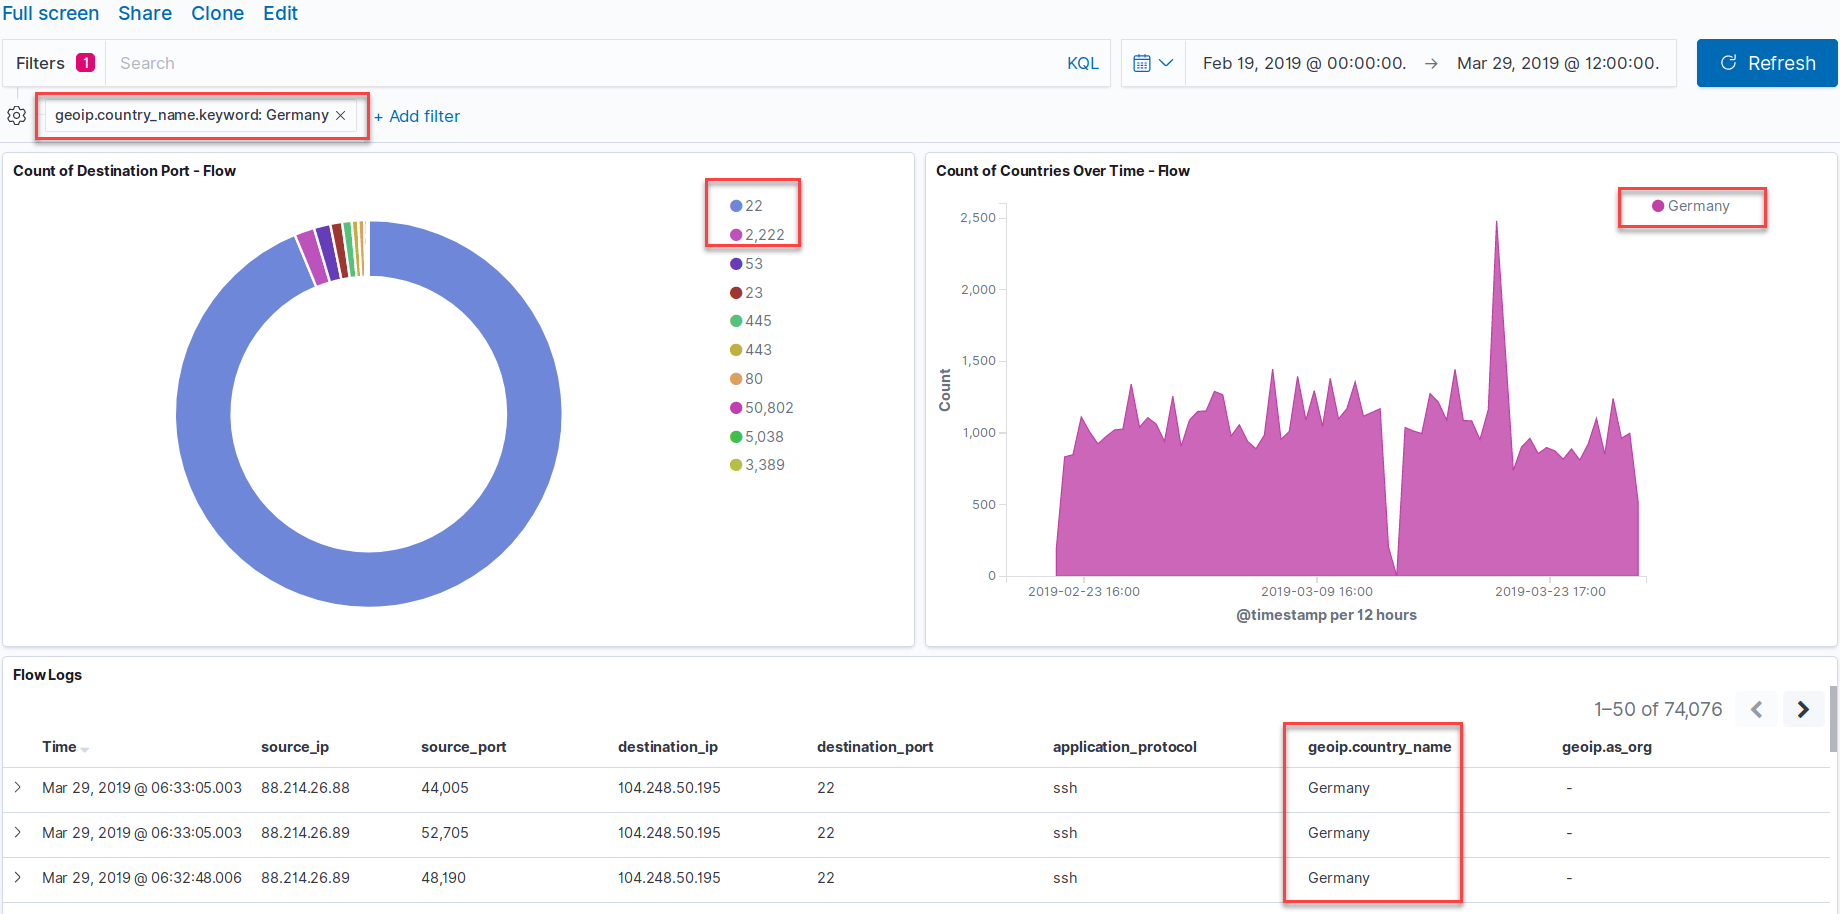 Full screen Share Clone Edit
Filters 1 Search KQL Feb 19, 2019 @ 00:00:00. → Mar 29, 2019 @ 12:00:00. Refresh
geoip.country_name.keyword: Germany × + Add filter
Count of Destination Port - Flow
22
2,222
53
23
445
443
80
50,802
5,038
3,389
Count of Countries Over Time - Flow
Germany
Count
2,500
2,000
1,500
1,000
500
0
2019-02-23 16:00 2019-03-09 16:00 2019-03-23 17:00
@timestamp per 12 hours
Flow Logs
1–50 of 74,076
Time source_ip source_port destination_ip destination_port application_protocol geoip.country_name geoip.as_org
Mar 29, 2019 @ 06:33:05.003 88.214.26.88 44,005 104.248.50.195 22 ssh Germany -
Mar 29, 2019 @ 06:33:05.003 88.214.26.89 52,705 104.248.50.195 22 ssh Germany -
Mar 29, 2019 @ 06:32:48.006 88.214.26.89 48,190 104.248.50.195 22 ssh Germany -